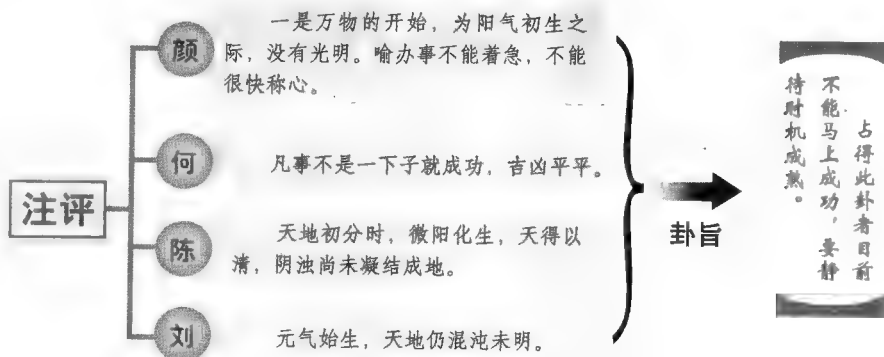 注评
颜
一是万物的开始，为阳气初生之
际，没有光明。喻办事不能着急，不能
很快称心。
何
凡事不是一下子就成功，吉凶平平。
陈
天地初分时，微阳化生，天得以
清，阴浊尚未凝结成地。
刘
元气始生，天地仍混沌未明。
卦旨
占得此卦者目前
不能马上成功，要静
待时机成熟。